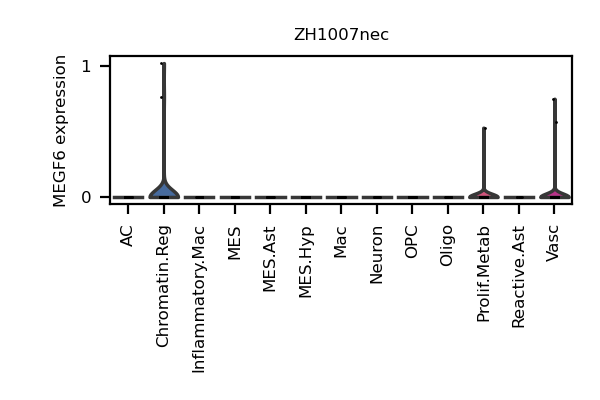 ZH1007nec
MEGF6 expression
1
0
AC
Chromatin.Reg
Inflammatory.Mac
MES
MES.Ast
MES.Hyp
Mac
Neuron
OPC
Oligo
Prolif.Metab
Reactive.Ast
Vasc